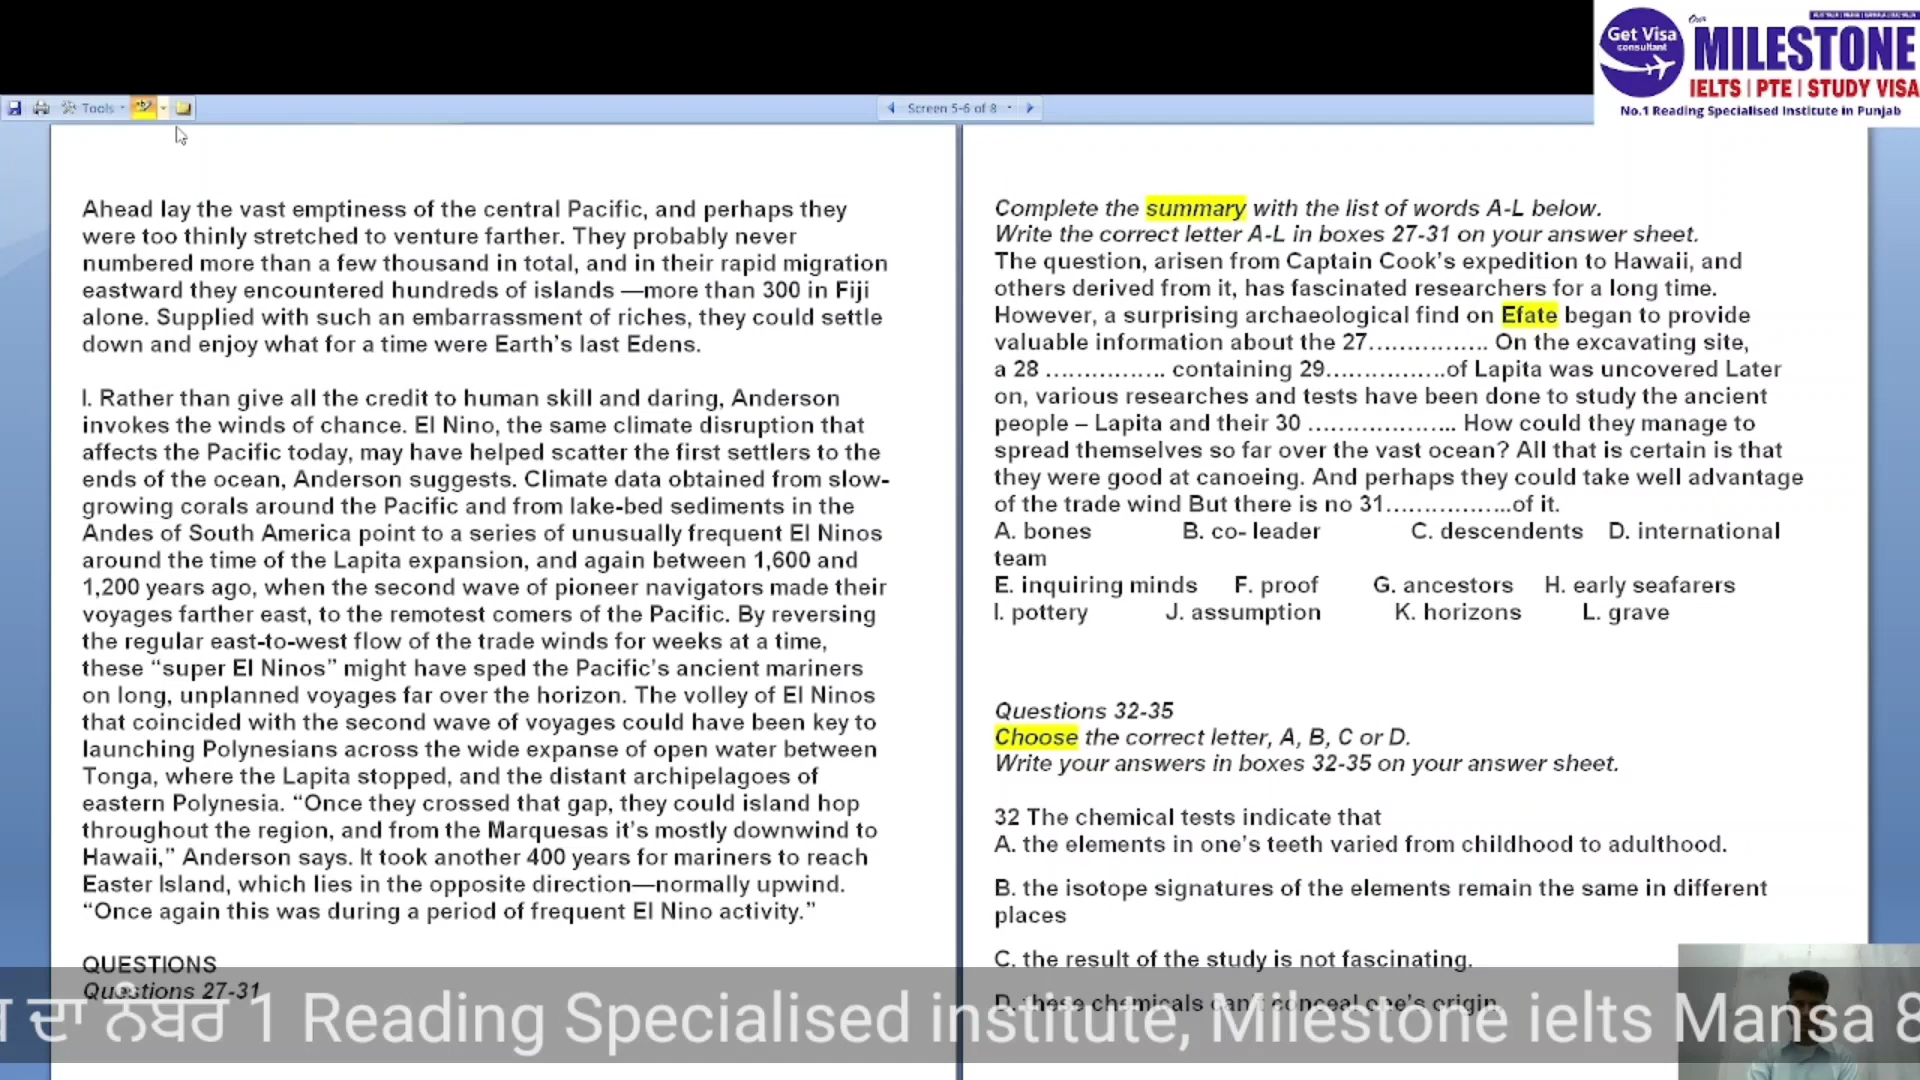 Get Visa
consultant
Our
MILESTONE
IELTS | PTE | STUDY VISA
No.1 Reading Specialised Institute in Punjab
Tools
Screen 5-6 of 8
Ahead lay the vast emptiness of the central Pacific, and perhaps they
were too thinly stretched to venture farther. They probably never
numbered more than a few thousand in total, and in their rapid migration
eastward they encountered hundreds of islands —more than 300 in Fiji
alone. Supplied with such an embarrassment of riches, they could settle
down and enjoy what for a time were Earth's last Edens.
I. Rather than give all the credit to human skill and daring, Anderson
invokes the winds of chance. El Nino, the same climate disruption that
affects the Pacific today, may have helped scatter the first settlers to the
ends of the ocean, Anderson suggests. Climate data obtained from slow-
growing corals around the Pacific and from lake-bed sediments in the
Andes of South America point to a series of unusually frequent El Ninos
around the time of the Lapita expansion, and again between 1,600 and
1,200 years ago, when the second wave of pioneer navigators made their
voyages farther east, to the remotest comers of the Pacific. By reversing
the regular east-to-west flow of the trade winds for weeks at a time,
these “super El Ninos” might have sped the Pacific's ancient mariners
on long, unplanned voyages far over the horizon. The volley of El Ninos
that coincided with the second wave of voyages could have been key to
launching Polynesians across the wide expanse of open water between
Tonga, where the Lapita stopped, and the distant archipelagoes of
eastern Polynesia. “Once they crossed that gap, they could island hop
throughout the region, and from the Marquesas it's mostly downwind to
Hawaii,” Anderson says. It took another 400 years for mariners to reach
Easter Island, which lies in the opposite direction—normally upwind.
“Once again this was during a period of frequent El Nino activity.”
QUESTIONS
Questions 27-31
Complete the summary with the list of words A-L below.
Write the correct letter A-L in boxes 27-31 on your answer sheet.
The question, arisen from Captain Cook's expedition to Hawaii, and
others derived from it, has fascinated researchers for a long time.
However, a surprising archaeological find on Efate began to provide
valuable information about the 27……………. On the excavating site,
a 28 ……………. containing 29……………of Lapita was uncovered Later
on, various researches and tests have been done to study the ancient
people – Lapita and their 30 ……………….. How could they manage to
spread themselves so far over the vast ocean? All that is certain is that
they were good at canoeing. And perhaps they could take well advantage
of the trade wind But there is no 31……………..of it.
A. bones B. co- leader C. descendents D. international
team
E. inquiring minds F. proof G. ancestors H. early seafarers
I. pottery J. assumption K. horizons L. grave
Questions 32-35
Choose the correct letter, A, B, C or D.
Write your answers in boxes 32-35 on your answer sheet.
32 The chemical tests indicate that
A. the elements in one's teeth varied from childhood to adulthood.
B. the isotope signatures of the elements remain the same in different
places
C. the result of the study is not fascinating.
D. these chemicals can't conceal one's origin.
ਦਾ ਨੰਬਰ 1 Reading Specialised institute, Milestone ielts Mansa 8